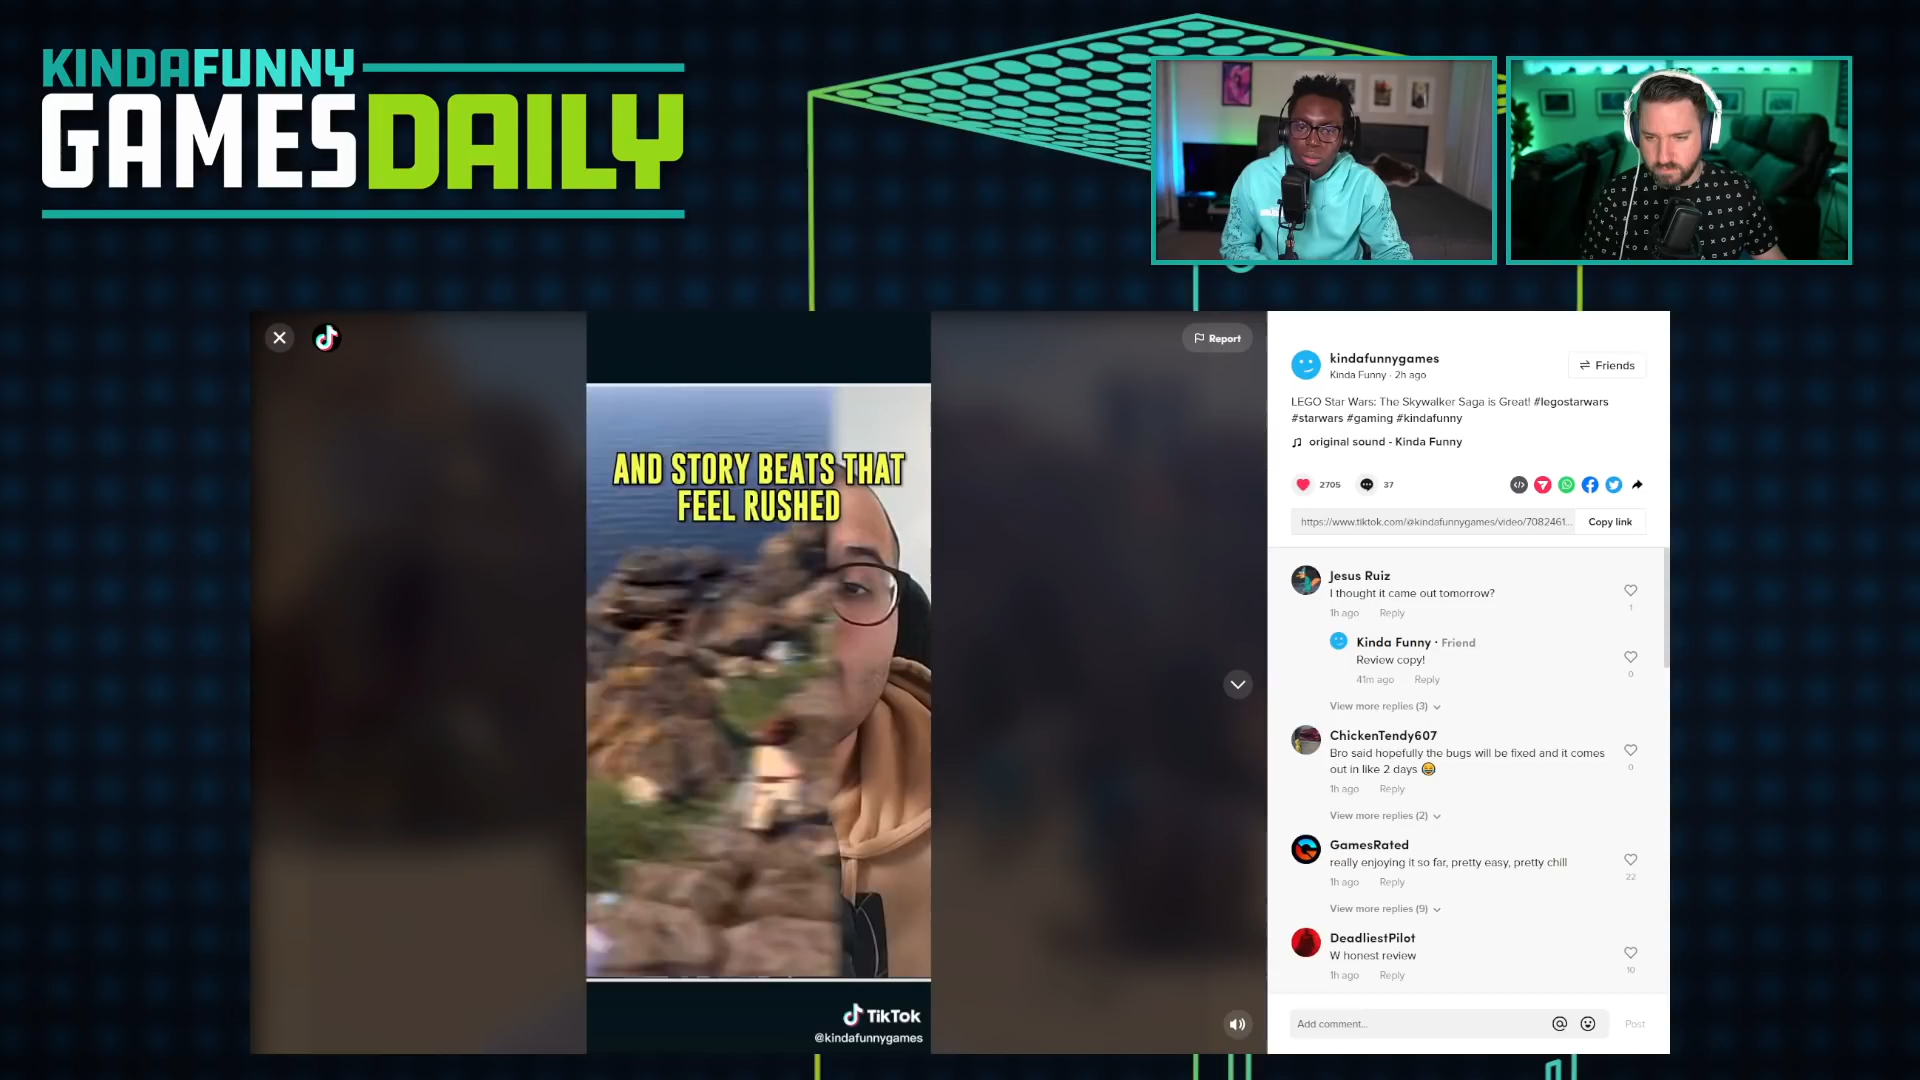 KINDAFUNNY
GAMESDAILY
Report
AND STORY BEATS THAT
FEEL RUSHED
TikTok
@kindafunnygames
kindafunnygames
Kinda Funny · 2h ago
Friends
LEGO Star Wars: The Skywalker Saga is Great! #legostarwars
#starwars #gaming #kindafunny
original sound - Kinda Funny
2705
37
https://www.tiktok.com/@kindafunnygames/video/7082461...
Copy link
Jesus Ruiz
I thought it came out tomorrow?
1h ago Reply
1
Kinda Funny · Friend
Review copy!
41m ago Reply
0
View more replies (3)
ChickenTendy607
Bro said hopefully the bugs will be fixed and it comes
out in like 2 days 😂
0
1h ago Reply
View more replies (2)
GamesRated
really enjoying it so far, pretty easy, pretty chill
1h ago Reply
22
View more replies (9)
DeadliestPilot
W honest review
1h ago Reply
10
Add comment...
Post